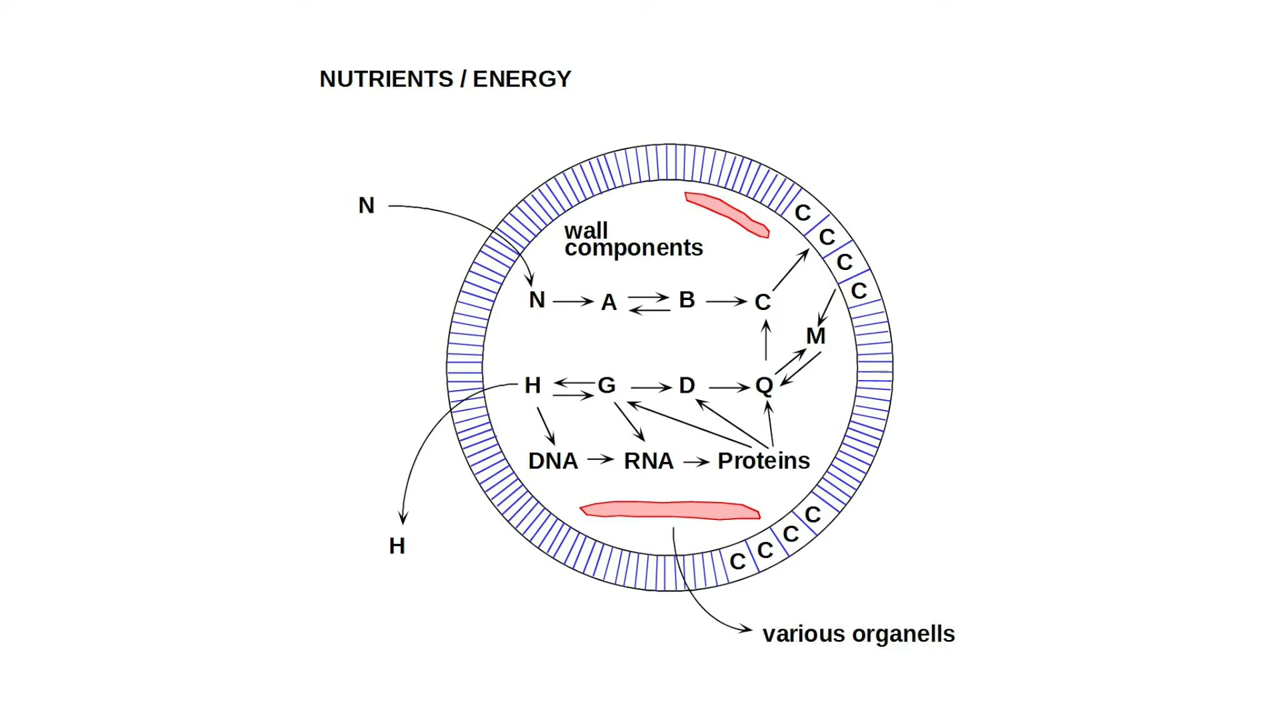 NUTRIENTS / ENERGY
N
wall
components
C
C
C
C
N A B C
M
H G D Q
DNA RNA Proteins
C
C
C
C
H
various organells